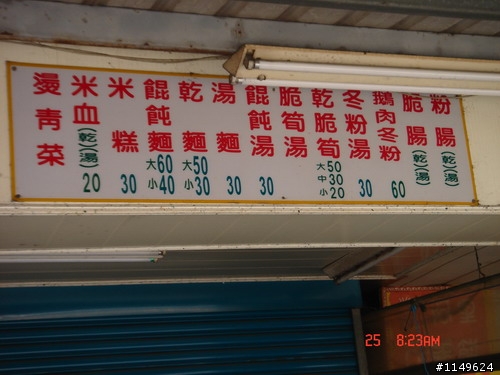 粉腸(乾)(湯)
脆腸(乾)(湯)
鵝肉冬粉 60
冬粉湯 30
乾脆筍 大50 中30 小20
脆筍湯
餛飩湯 30
湯麵 30
乾麵 大50 小30
餛飩麵 大60 小40
米糕 30
米血(乾)(湯) 20
燙青菜
25 8:23AM
#1149624